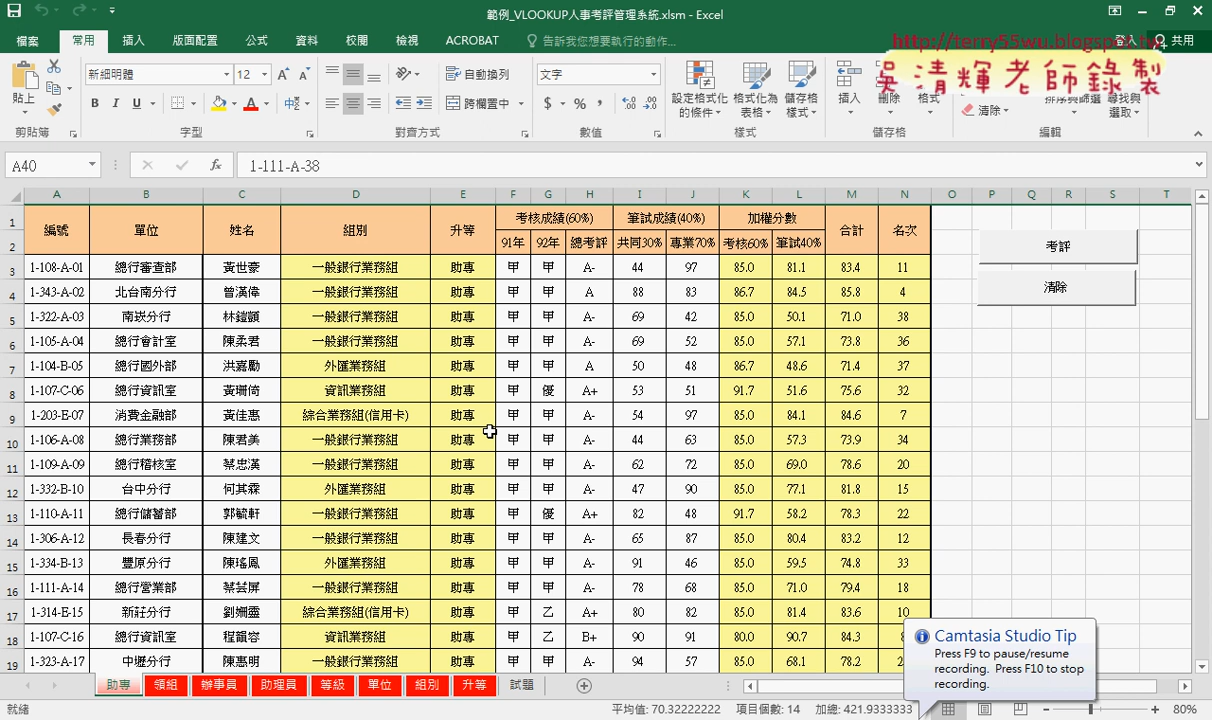 範例_VLOOKUP人事考評管理系統.xlsm - Excel
檔案 常用 插入 版面配置 公式 資料 校閱 檢視 ACROBAT 告訴我您想要執行的動作... 登入 共用
http://terry55wu.blogspot.tw
吳清輝老師錄製
新細明體 12 自動換列 文字
貼上 B I U 中 跨欄置中 $ % , 設定格式化的條件 格式化為表格 儲存格樣式 插入 刪除 格式 清除 排序與篩選 尋找與選取
剪貼簿 字型 對齊方式 數值 樣式 儲存格 編輯
A40 fx 1-111-A-38
A B C D E F G H I J K L M N O P Q R S T
1 編號 單位 姓名 組別 升等 考核成績(60%) 筆試成績(40%) 加權分數 合計 名次
2 91年 92年 總考評 共同30% 專業70% 考核60% 筆試40%
考評
清除
3 1-108-A-01 總行審查部 黃世豪 一般銀行業務組 助專 甲 甲 A- 44 97 85.0 81.1 83.4 11
4 1-343-A-02 北台南分行 曾漢偉 一般銀行業務組 助專 甲 甲 A 88 83 86.7 84.5 85.8 4
5 1-322-A-03 南崁分行 林鎧顗 一般銀行業務組 助專 甲 甲 A- 69 42 85.0 50.1 71.0 38
6 1-105-A-04 總行會計室 陳柔君 一般銀行業務組 助專 甲 甲 A- 69 52 85.0 57.1 73.8 36
7 1-104-B-05 總行國外部 洪嘉勵 外匯業務組 助專 甲 甲 A 50 48 86.7 48.6 71.4 37
8 1-107-C-06 總行資訊室 黃珊倚 資訊業務組 助專 甲 優 A+ 53 51 91.7 51.6 75.6 32
9 1-203-E-07 消費金融部 黃佳惠 綜合業務組(信用卡) 助專 甲 甲 A- 54 97 85.0 84.1 84.6 7
10 1-106-A-08 總行業務部 陳君美 一般銀行業務組 助專 甲 甲 A- 44 63 85.0 57.3 73.9 34
11 1-109-A-09 總行稽核室 蔡忠漢 一般銀行業務組 助專 甲 甲 A- 62 72 85.0 69.0 78.6 20
12 1-332-B-10 台中分行 何其霖 外匯業務組 助專 甲 甲 A- 47 90 85.0 77.1 81.8 15
13 1-110-A-11 總行儲蓄部 郭毓軒 一般銀行業務組 助專 甲 優 A+ 82 48 91.7 58.2 78.3 22
14 1-306-A-12 長春分行 陳建文 一般銀行業務組 助專 甲 甲 A- 65 87 85.0 80.4 83.2 12
15 1-334-B-13 豐原分行 陳瑤鳳 外匯業務組 助專 甲 甲 A- 91 46 85.0 59.5 74.8 33
16 1-111-A-14 總行營業部 蔡芸屏 一般銀行業務組 助專 甲 甲 A- 78 68 85.0 71.0 79.4 18
17 1-314-E-15 新莊分行 劉姍靈 綜合業務組(信用卡) 助專 甲 乙 A+ 80 82 85.0 81.4 83.6 10
18 1-107-C-16 總行資訊室 程韻容 資訊業務組 助專 甲 乙 B+ 90 91 80.0 90.7 84.3
19 1-323-A-17 中壢分行 陳惠明 一般銀行業務組 助專 甲 甲 A- 94 57 85.0 68.1 78.2
Camtasia Studio Tip
Press F9 to pause/resume
recording. Press F10 to stop
recording.
助專 領組 辦事員 助理員 等級 單位 組別 升等 試題
就緒 平均值: 70.32222222 項目個數: 14 加總: 421.9333333 80%